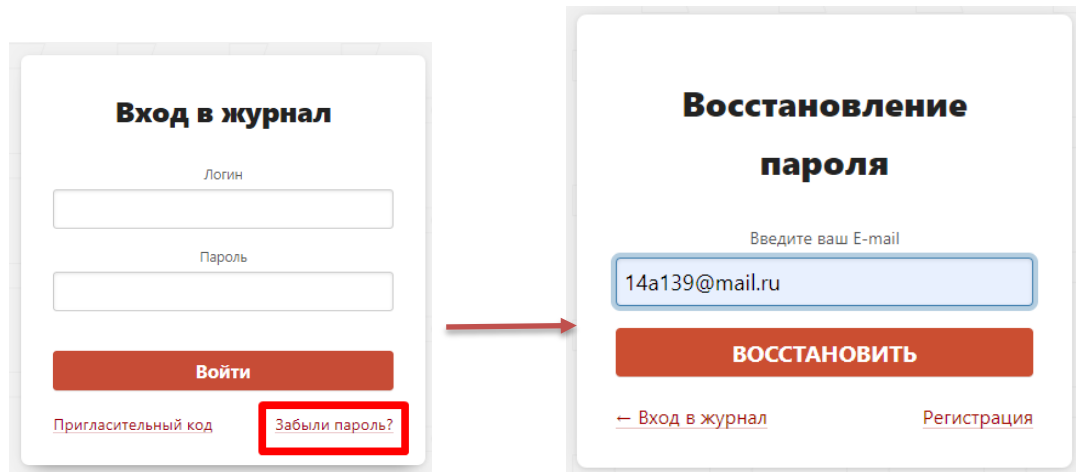 Вход в журнал
Логин
Пароль
Войти
Пригласительный код
Забыли пароль?
Восстановление
пароля
Введите ваш E-mail
14a139@mail.ru
ВОССТАНОВИТЬ
← Вход в журнал
Регистрация